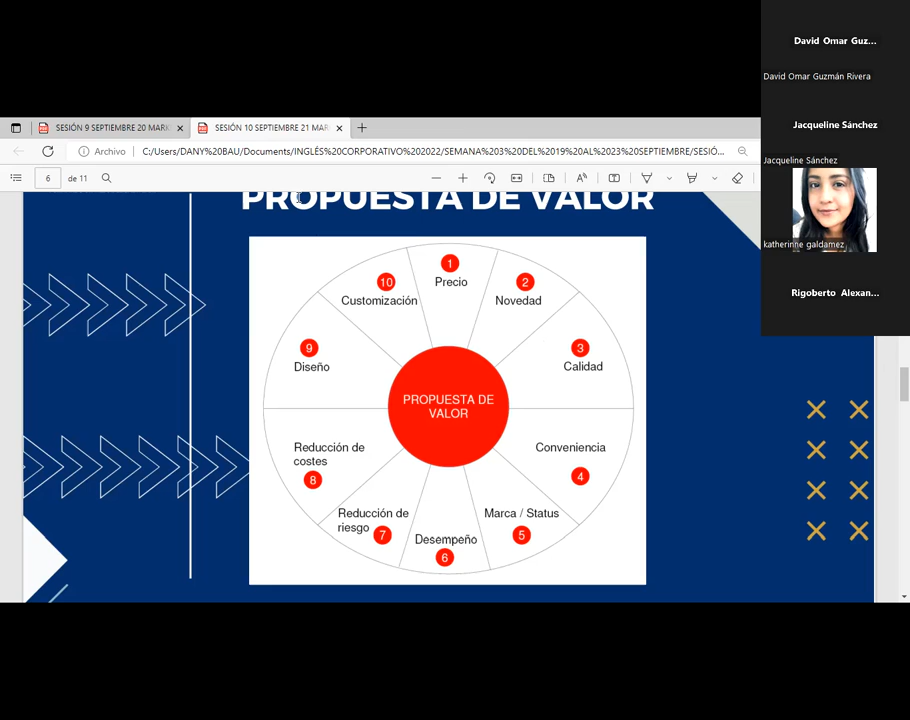 David Omar Guz...
David Omar Guzmán Rivera
Jacqueline Sánchez
Jacqueline Sánchez
katherinne galdamez
Rigoberto Alexan...
SESIÓN 9 SEPTIEMBRE 20 MARK
SESIÓN 10 SEPTIEMBRE 21 MAR
Archivo
C:/Users/DANY%20BAU/Documents/INGLÉS%20CORPORATIVO%202022/SEMANA%203%20DEL%2019%20AL%2023%20SEPTIEMBRE/SESIÓ...
6
de 11
PROPUESTA DE VALOR
1
Precio
2
Novedad
3
Calidad
Conveniencia
4
Marca / Status
5
Desempeño
6
Reducción de
riesgo
7
Reducción de
costes
8
9
Diseño
10
Customización
PROPUESTA DE
VALOR